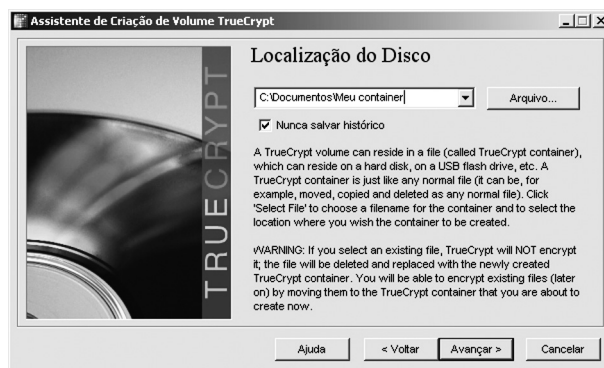 Assistente de Criação de Volume TrueCrypt
TRUECRYPT
Localização do Disco
C:\Documentos\Meu container
Arquivo...
Nunca salvar histórico
A TrueCrypt volume can reside in a file (called TrueCrypt container),
which can reside on a hard disk, on a USB flash drive, etc. A
TrueCrypt container is just like any normal file (it can be, for
example, moved, copied and deleted as any normal file). Click
'Select File' to choose a filename for the container and to select the
location where you wish the container to be created.
WARNING: If you select an existing file, TrueCrypt will NOT encrypt
it; the file will be deleted and replaced with the newly created
TrueCrypt container. You will be able to encrypt existing files (later
on) by moving them to the TrueCrypt container that you are about to
create now.
Ajuda
< Voltar
Avançar >
Cancelar